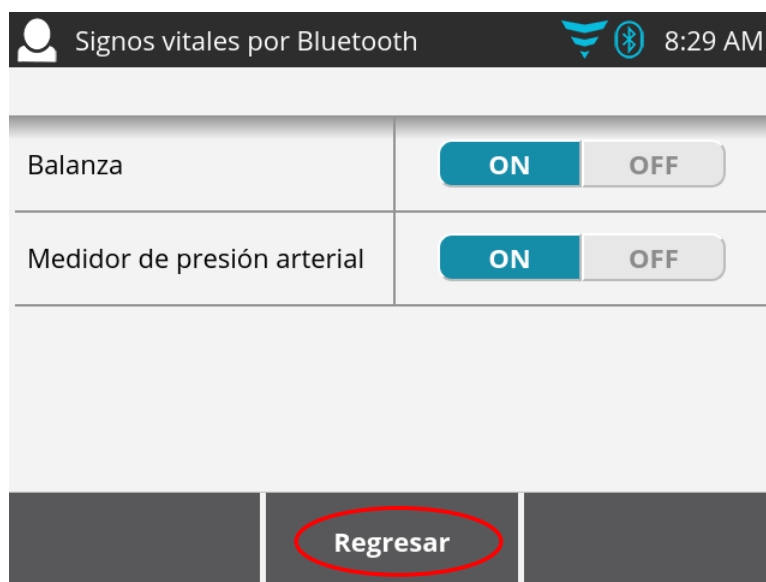 Signos vitales por Bluetooth 8:29 AM
Balanza ON OFF
Medidor de presión arterial ON OFF
Regresar